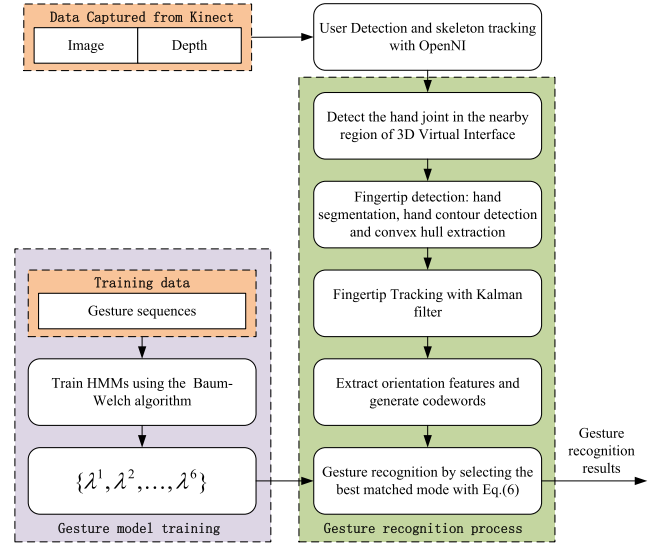 Data Captured from Kinect
Image
Depth
User Detection and skeleton tracking
with OpenNI
Detect the hand joint in the nearby
region of 3D Virtual Interface
Fingertip detection: hand
segmentation, hand contour detection
and convex hull extraction
Fingertip Tracking with Kalman
filter
Extract orientation features and
generate codewords
Gesture recognition by selecting the
best matched mode with Eq.(6)
Gesture recognition process
Training data
Gesture sequences
Train HMMs using the Baum-
Welch algorithm
{λ¹, λ², ..., λ⁶}
Gesture model training
Gesture
recognition
results